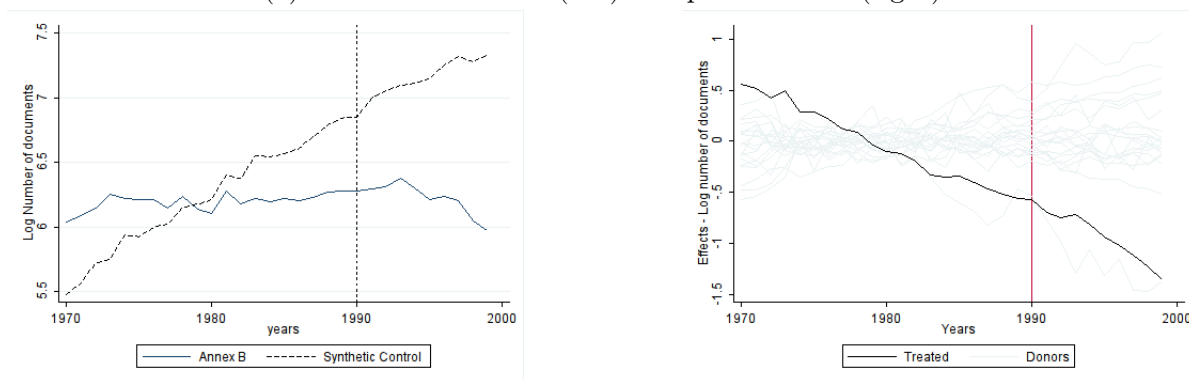 Log Number of documents
7.5
7
6.5
6
5.5
1970
1980
1990
2000
years
Annex B
Synthetic Control
Effects - Log number of documents
1
.5
0
-.5
-1
-1.5
1970
1980
1990
2000
Years
Treated
Donors